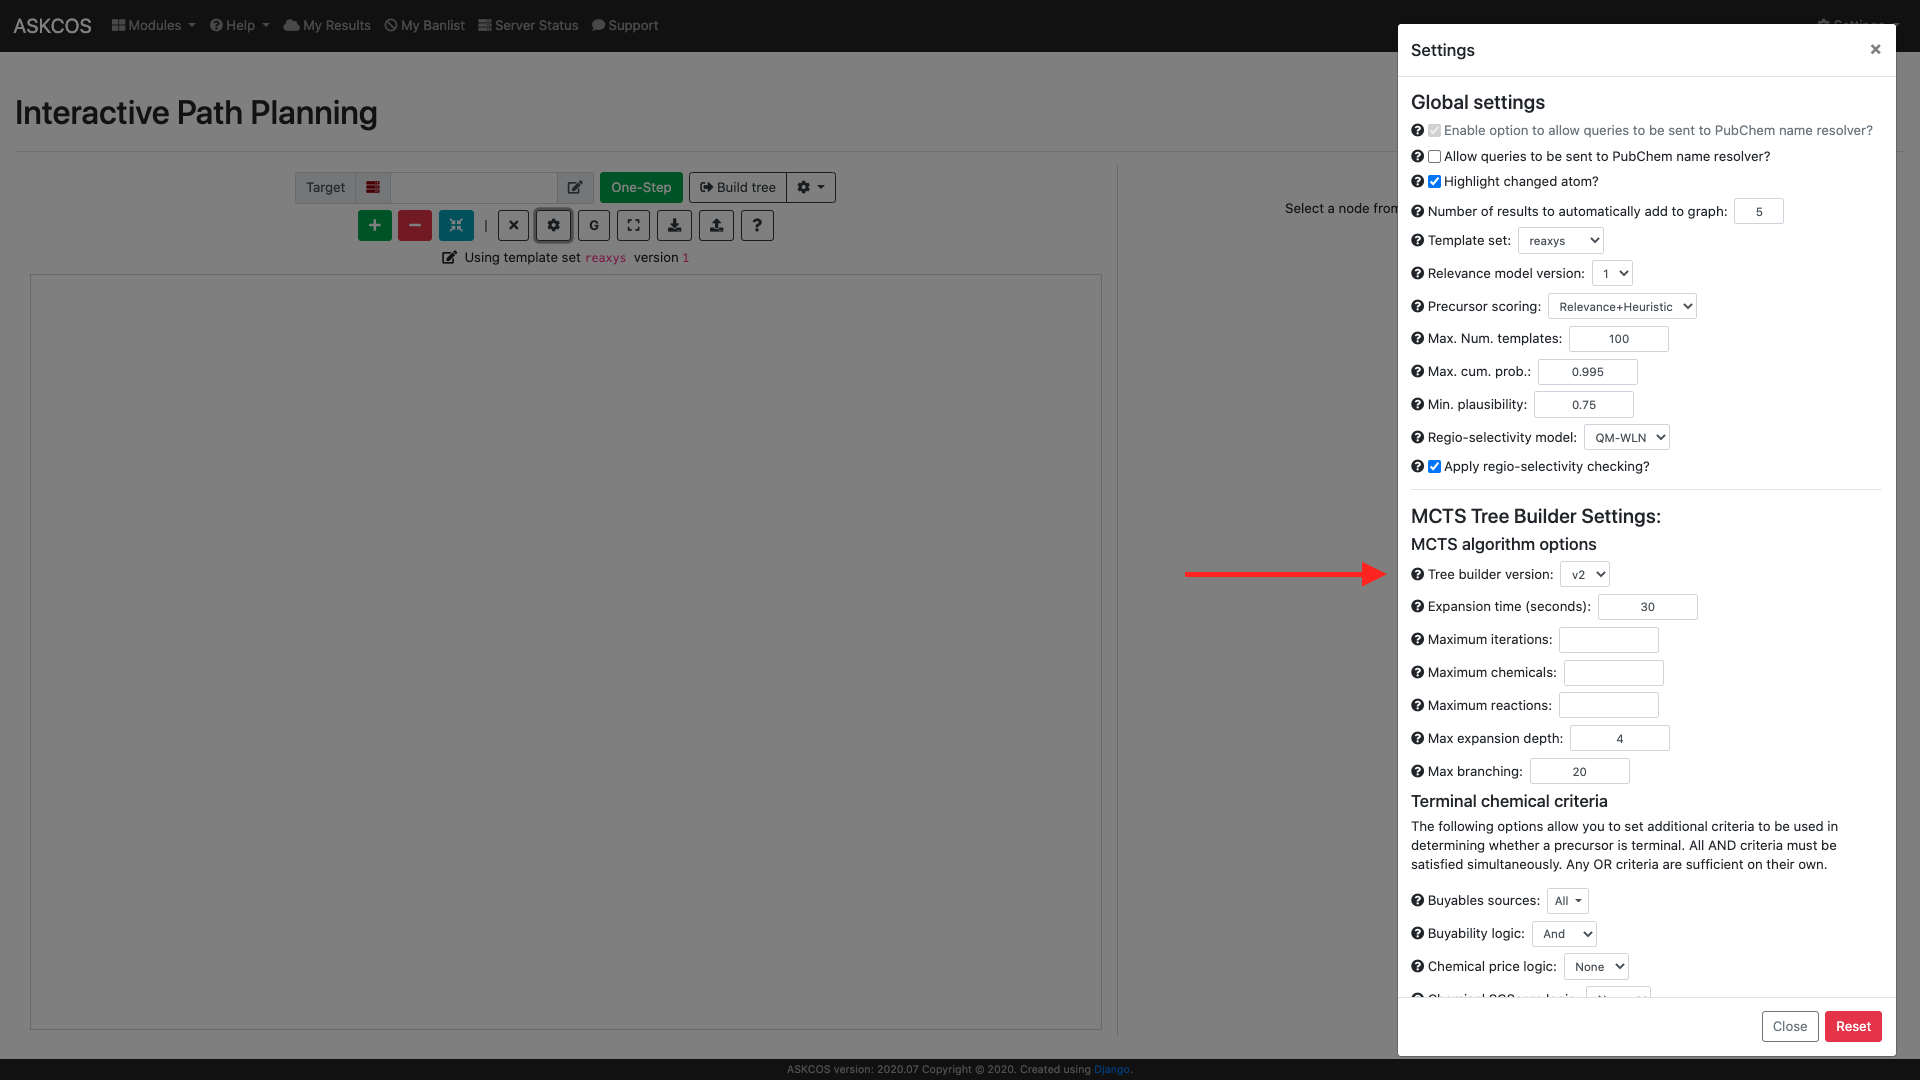 ASKCOS Modules Help My Results My Banlist Server Status Support
Interactive Path Planning
Target One-Step Build tree
G ?
Using template set reaxys version 1
Select a node from
Settings
×
Global settings
Enable option to allow queries to be sent to PubChem name resolver?
Allow queries to be sent to PubChem name resolver?
Highlight changed atom?
Number of results to automatically add to graph: 5
Template set: reaxys
Relevance model version: 1
Precursor scoring: Relevance+Heuristic
Max. Num. templates: 100
Max. cum. prob.: 0.995
Min. plausibility: 0.75
Regio-selectivity model: QM-WLN
Apply regio-selectivity checking?
MCTS Tree Builder Settings:
MCTS algorithm options
Tree builder version: v2
Expansion time (seconds): 30
Maximum iterations:
Maximum chemicals:
Maximum reactions:
Max expansion depth: 4
Max branching: 20
Terminal chemical criteria
The following options allow you to set additional criteria to be used in
determining whether a precursor is terminal. All AND criteria must be
satisfied simultaneously. Any OR criteria are sufficient on their own.
Buyables sources: All
Buyability logic: And
Chemical price logic: None
Close Reset
ASKCOS version: 2020.07 Copyright © 2020. Created using Django.